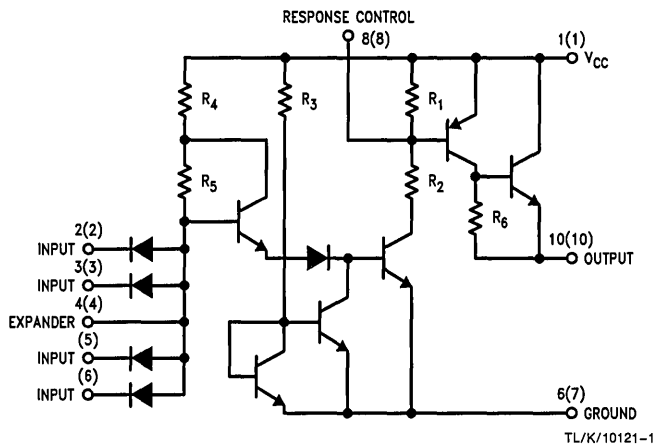 RESPONSE CONTROL
8(8)
1(1)
VCC
R4
R3
R1
R5
R2
R6
2(2)
INPUT
3(3)
INPUT
4(4)
EXPANDER
(5)
INPUT
(6)
INPUT
10(10)
OUTPUT
6(7)
GROUND
TL/K/10121-1